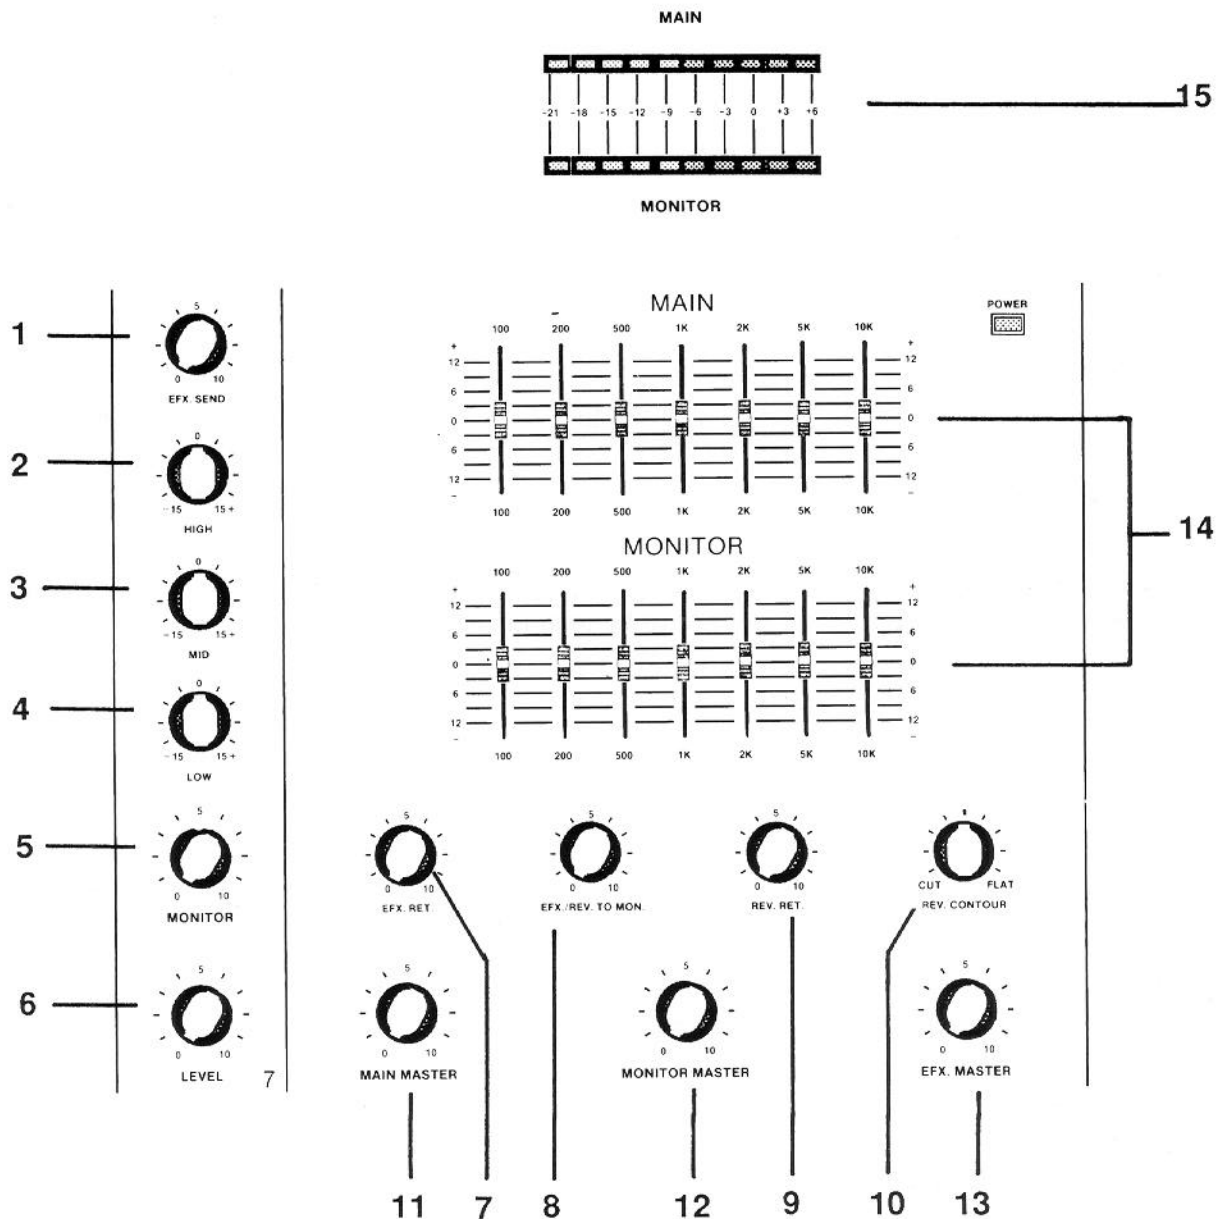 MAIN
-21 -18 -15 -12 -9 -6 -3 0 +3 +6
15
MONITOR
1
5
0 10
EFX. SEND
2
0
-15 15+
HIGH
3
0
-15 15+
MID
4
0
-15 15+
LOW
5
5
0 10
MONITOR
6
5
0 10
LEVEL
7
MAIN
100 200 500 1K 2K 5K 10K
+ +
12 12
6 6
0 0
6 6
12 12
- -
100 200 500 1K 2K 5K 10K
POWER
14
MONITOR
100 200 500 1K 2K 5K 10K
+ +
12 12
6 6
0 0
6 6
12 12
- -
100 200 500 1K 2K 5K 10K
5
0 10
EFX. RET.
5
0 10
EFX./REV. TO MON.
5
0 10
REV. RET.
CUT FLAT
REV. CONTOUR
5
0 10
MAIN MASTER
5
0 10
MONITOR MASTER
5
0 10
EFX. MASTER
11 7 8 12 9 10 13